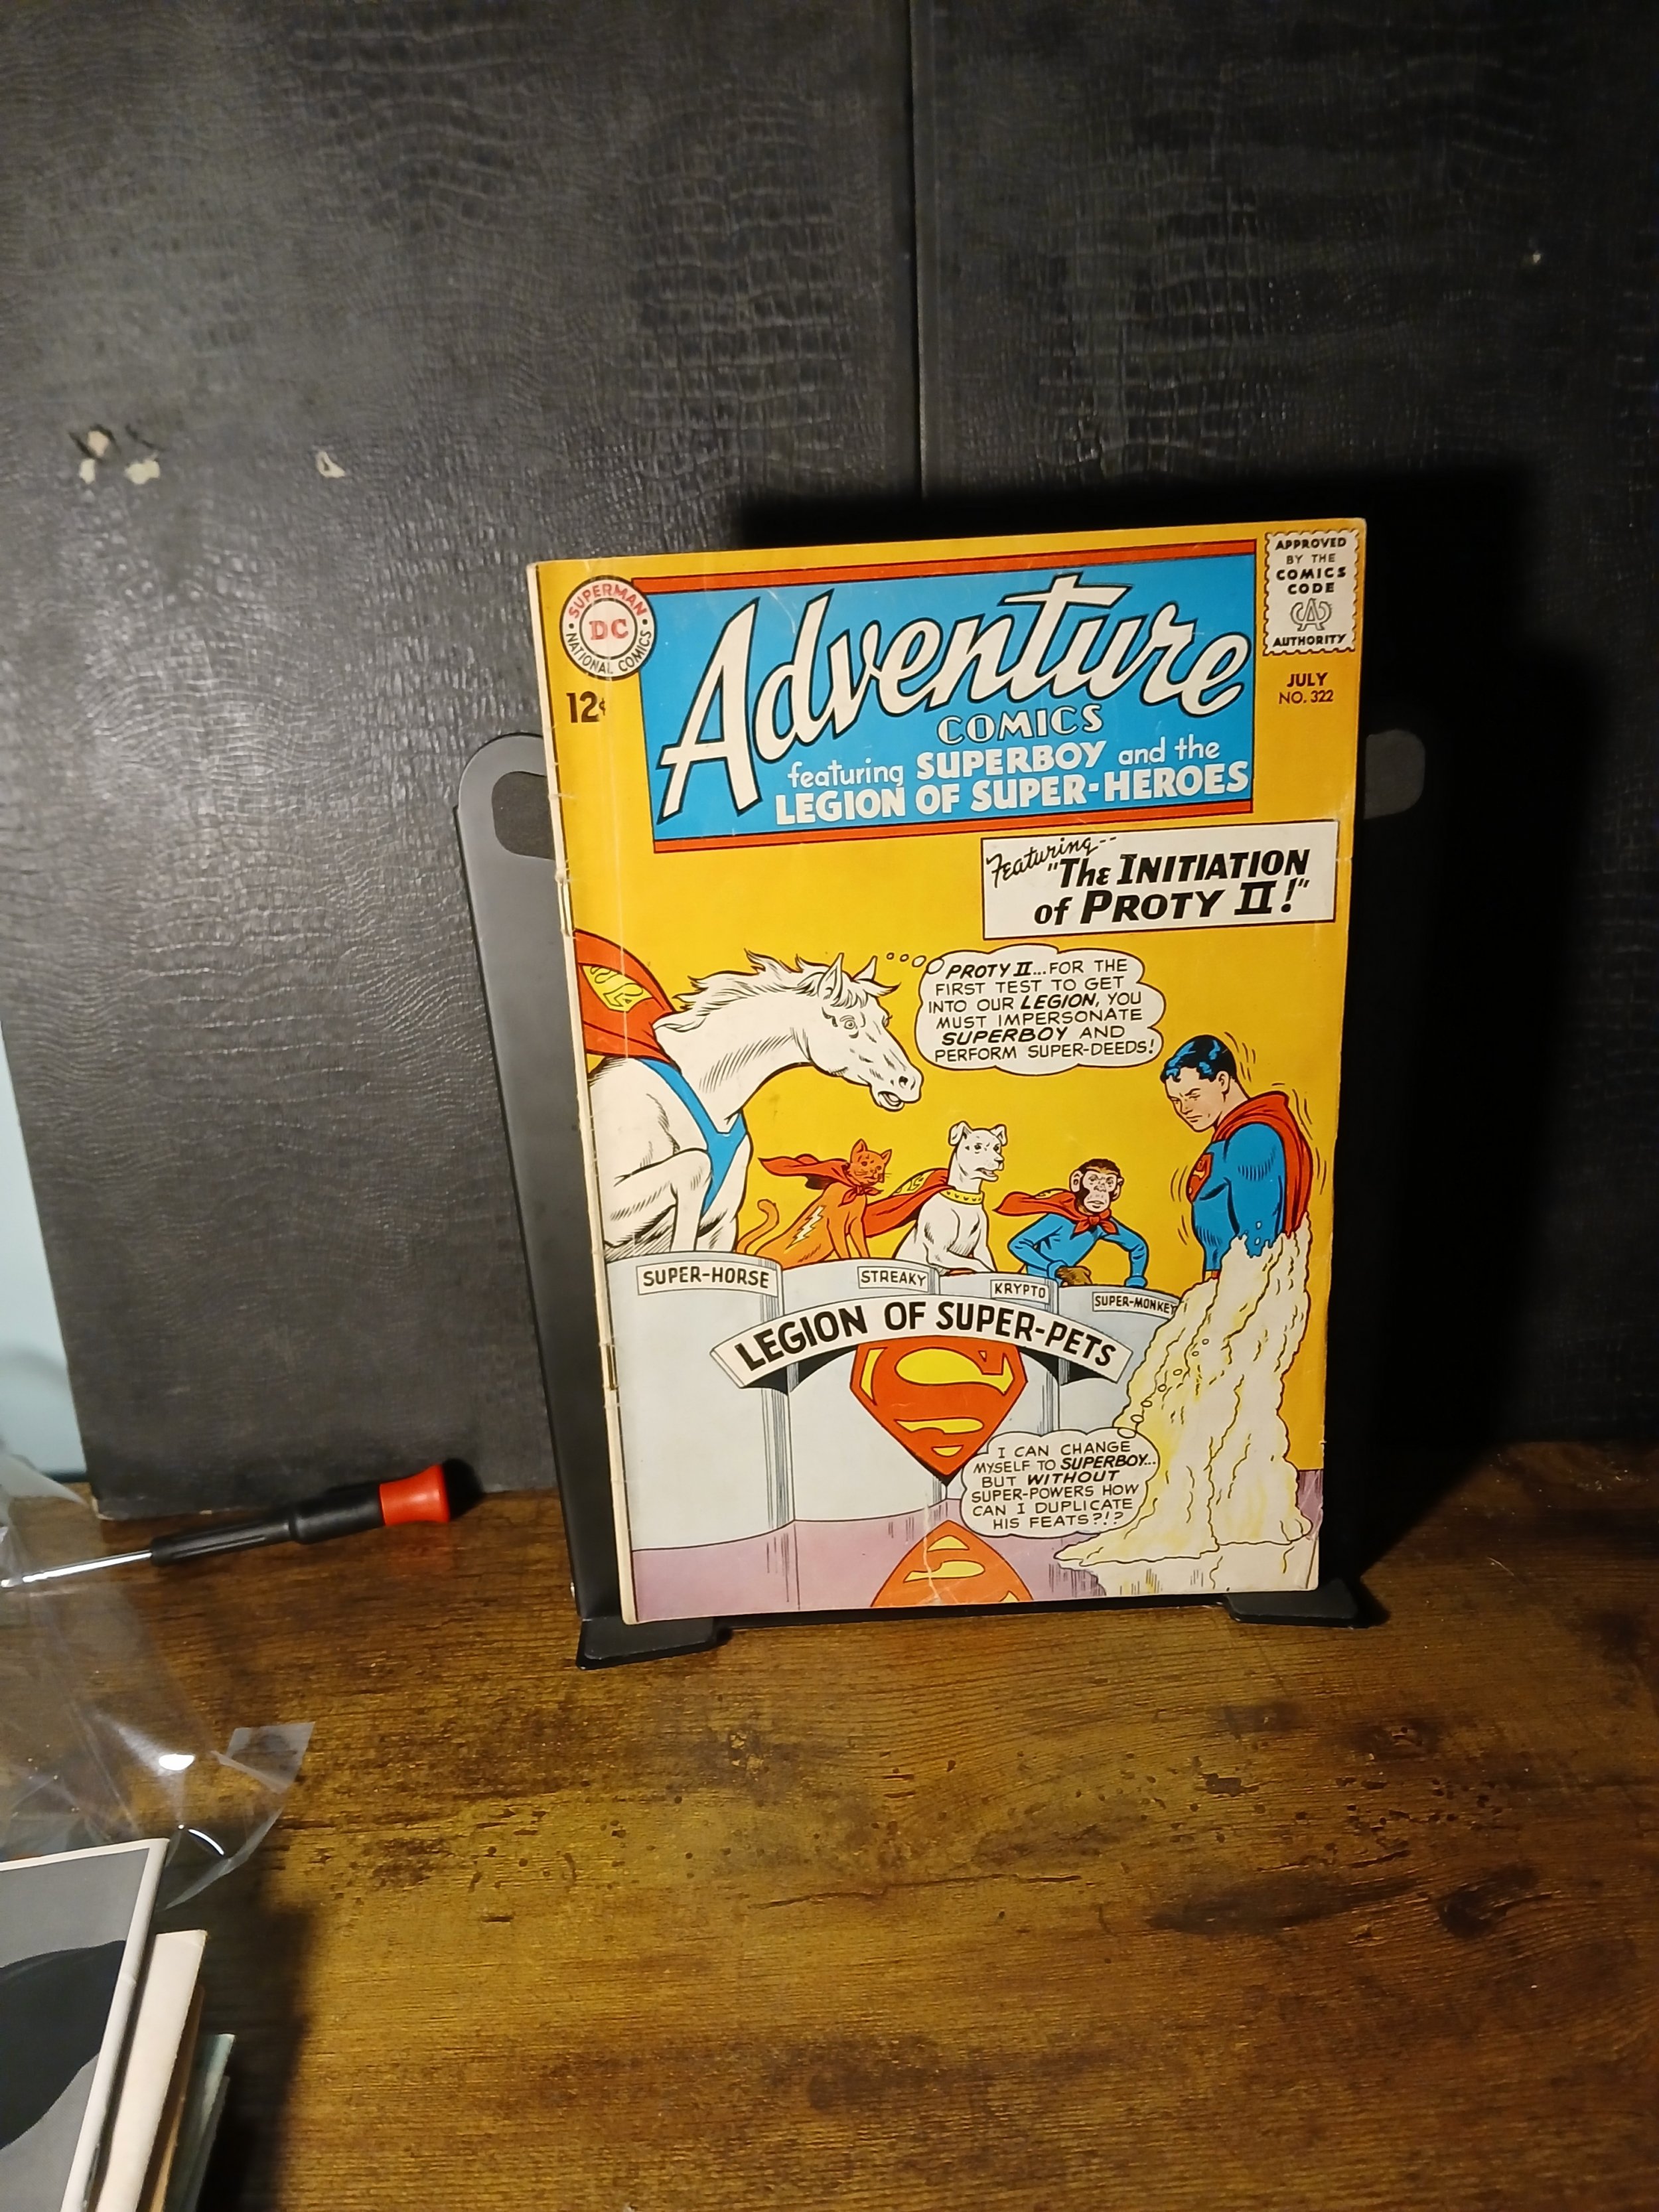 SUPERMAN
DC
NATIONAL COMICS
12¢
Adventure
COMICS
featuring SUPERBOY and the
LEGION OF SUPER-HEROES
APPROVED
BY THE
COMICS
CODE
CA
AUTHORITY
JULY
NO. 322
Featuring--
"The INITIATION
of PROTY II!"
PROTY II...FOR THE
FIRST TEST TO GET
INTO OUR LEGION, YOU
MUST IMPERSONATE
SUPERBOY AND
PERFORM SUPER-DEEDS!
SUPER-HORSE
STREAKY
KRYPTO
SUPER-MONKEY
LEGION OF SUPER-PETS
S
I CAN CHANGE
MYSELF TO SUPERBOY...
BUT WITHOUT
SUPER-POWERS HOW
CAN I DUPLICATE
HIS FEATS?!?